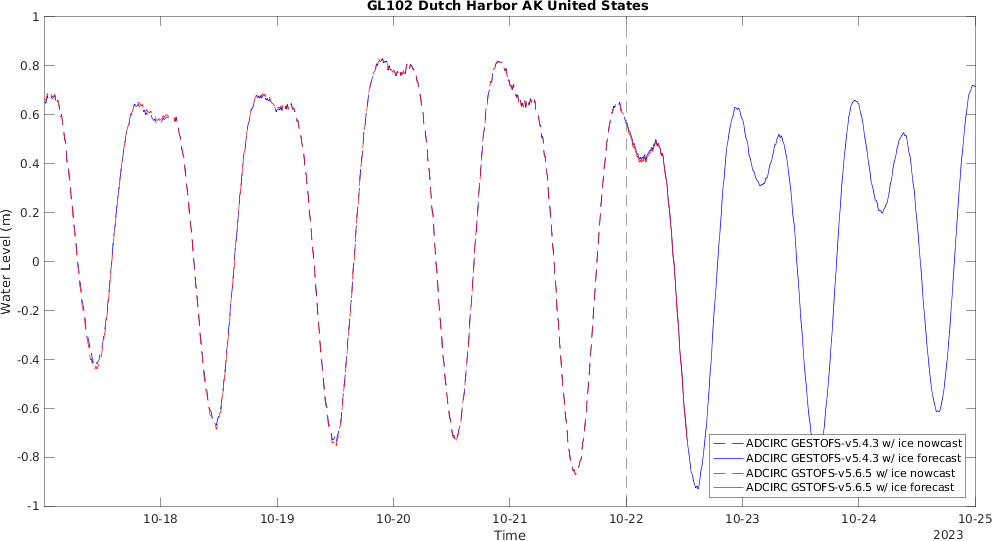 GL102 Dutch Harbor AK United States
1
0.8
0.6
0.4
0.2
0
-0.2
-0.4
-0.6
-0.8
-1
Water Level (m)
ADCIRC GESTOFS-v5.4.3 w/ ice nowcast
ADCIRC GESTOFS-v5.4.3 w/ ice forecast
ADCIRC GSTOFS-v5.6.5 w/ ice nowcast
ADCIRC GSTOFS-v5.6.5 w/ ice forecast
10-18 10-19 10-20 10-21 10-22 10-23 10-24 10-25
Time
2023